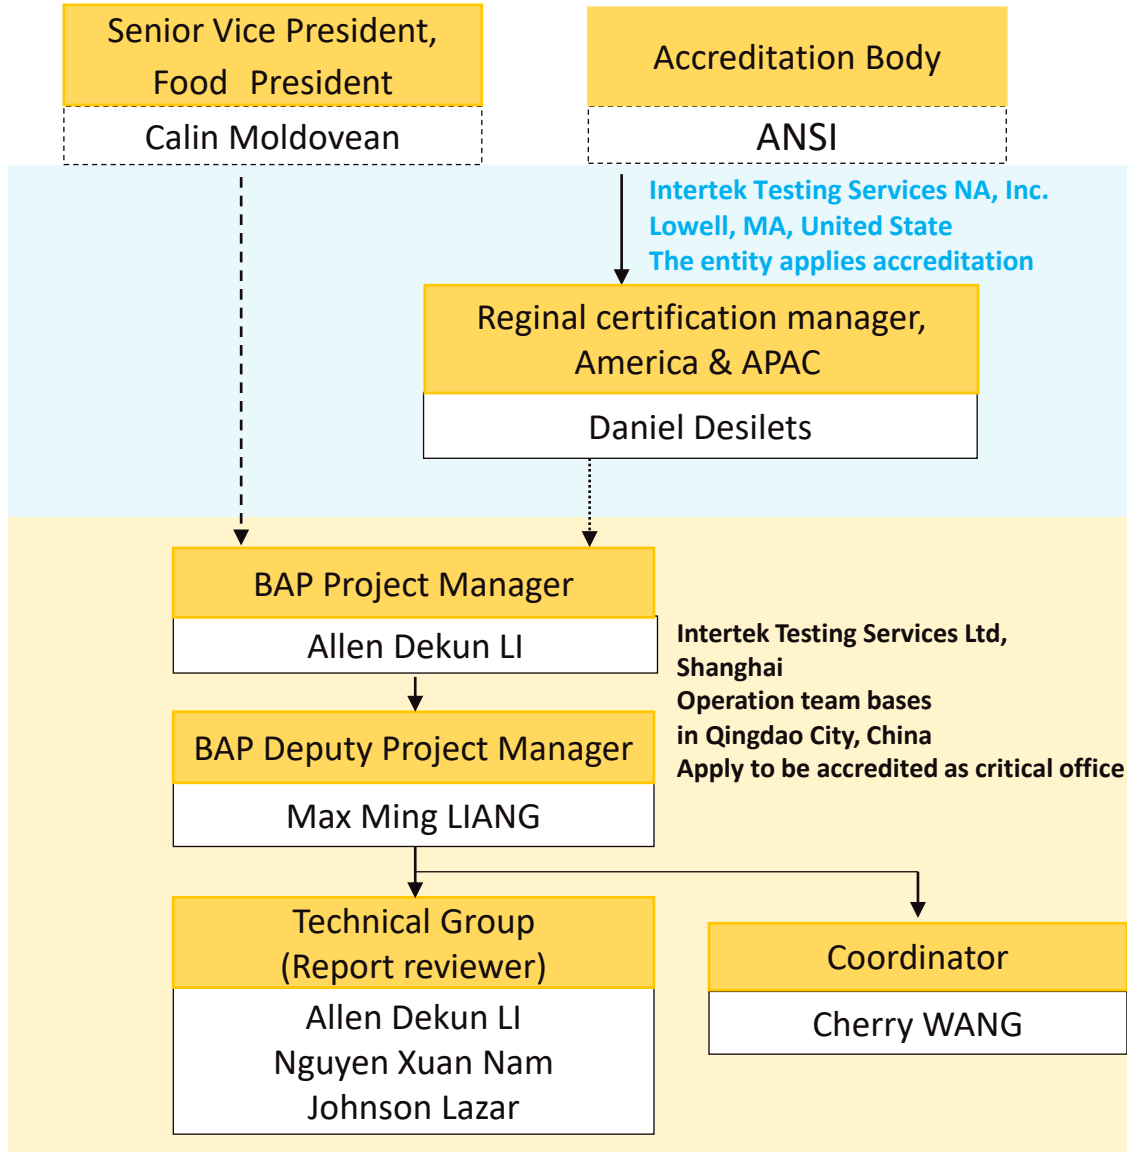 Senior Vice President,
Food President
Calin Moldovean
Accreditation Body
ANSI
Intertek Testing Services NA, Inc.
Lowell, MA, United State
The entity applies accreditation
Reginal certification manager,
America & APAC
Daniel Desilets
BAP Project Manager
Allen Dekun LI
Intertek Testing Services Ltd,
Shanghai
Operation team bases
in Qingdao City, China
Apply to be accredited as critical office
BAP Deputy Project Manager
Max Ming LIANG
Technical Group
(Report reviewer)
Allen Dekun LI
Nguyen Xuan Nam
Johnson Lazar
Coordinator
Cherry WANG